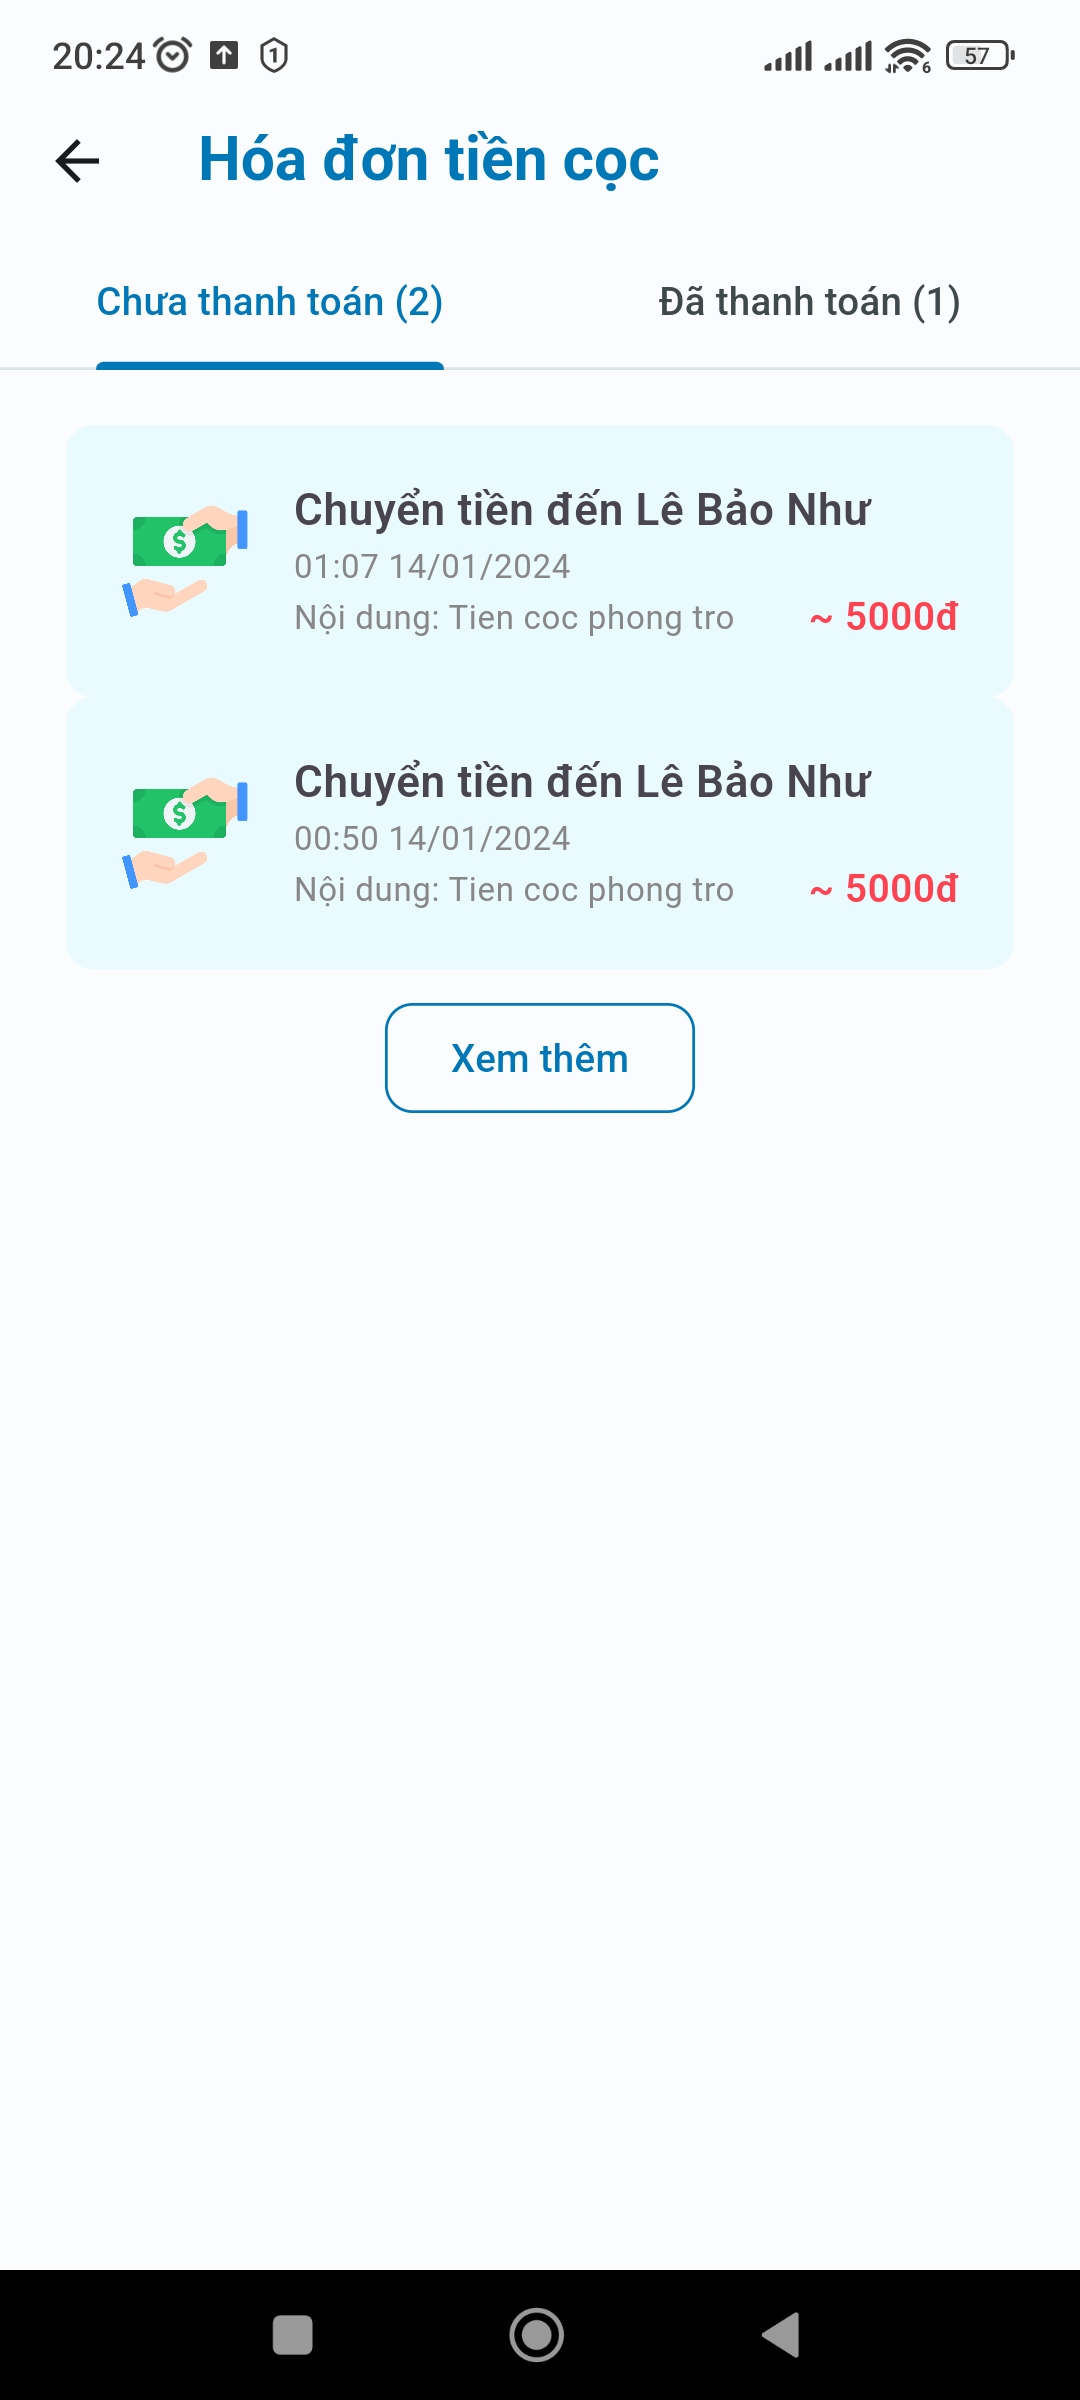 20:24
57
Hóa đơn tiền cọc
Chưa thanh toán (2)
Đã thanh toán (1)
Chuyển tiền đến Lê Bảo Như
01:07 14/01/2024
Nội dung: Tien coc phong tro ~ 5000đ
Chuyển tiền đến Lê Bảo Như
00:50 14/01/2024
Nội dung: Tien coc phong tro ~ 5000đ
Xem thêm